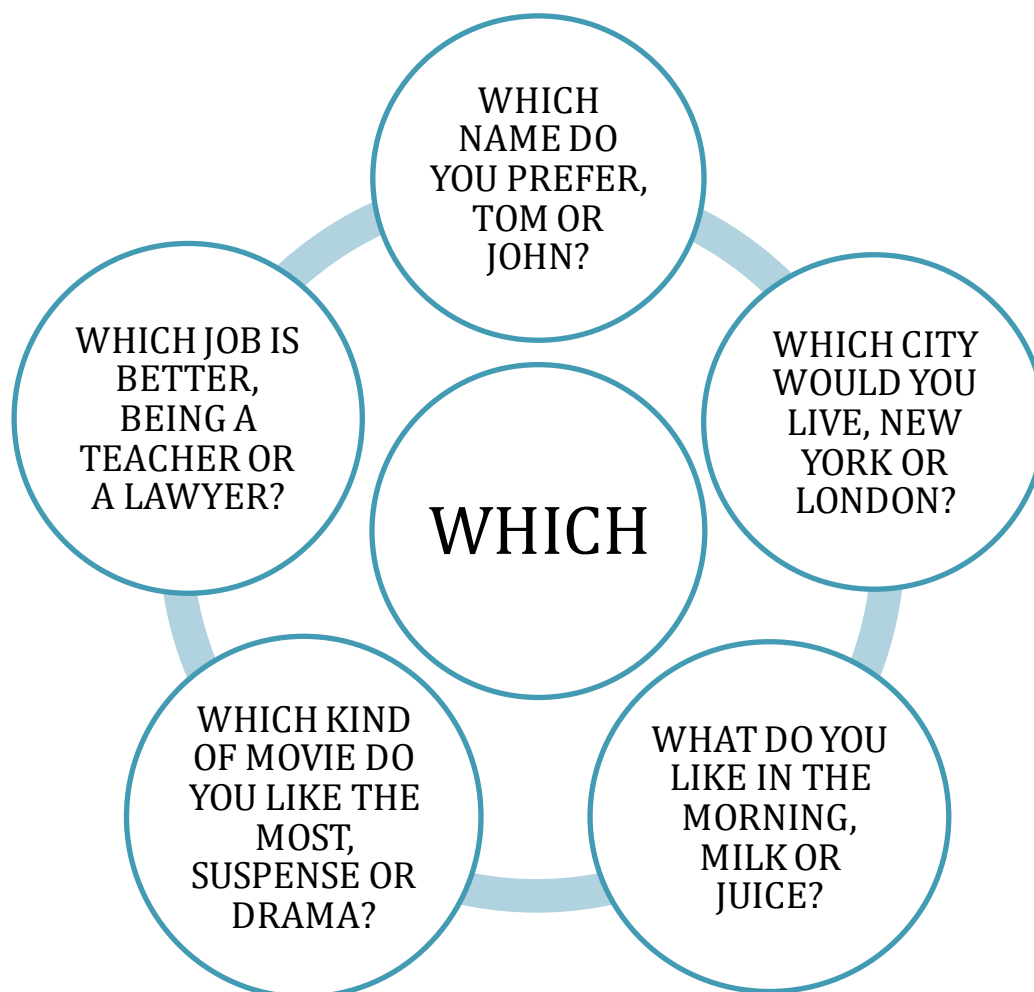 WHICH
NAME DO
YOU PREFER,
TOM OR
JOHN?
WHICH CITY
WOULD YOU
LIVE, NEW
YORK OR
LONDON?
WHAT DO YOU
LIKE IN THE
MORNING,
MILK OR
JUICE?
WHICH KIND
OF MOVIE DO
YOU LIKE THE
MOST,
SUSPENSE OR
DRAMA?
WHICH JOB IS
BETTER,
BEING A
TEACHER OR
A LAWYER?
WHICH